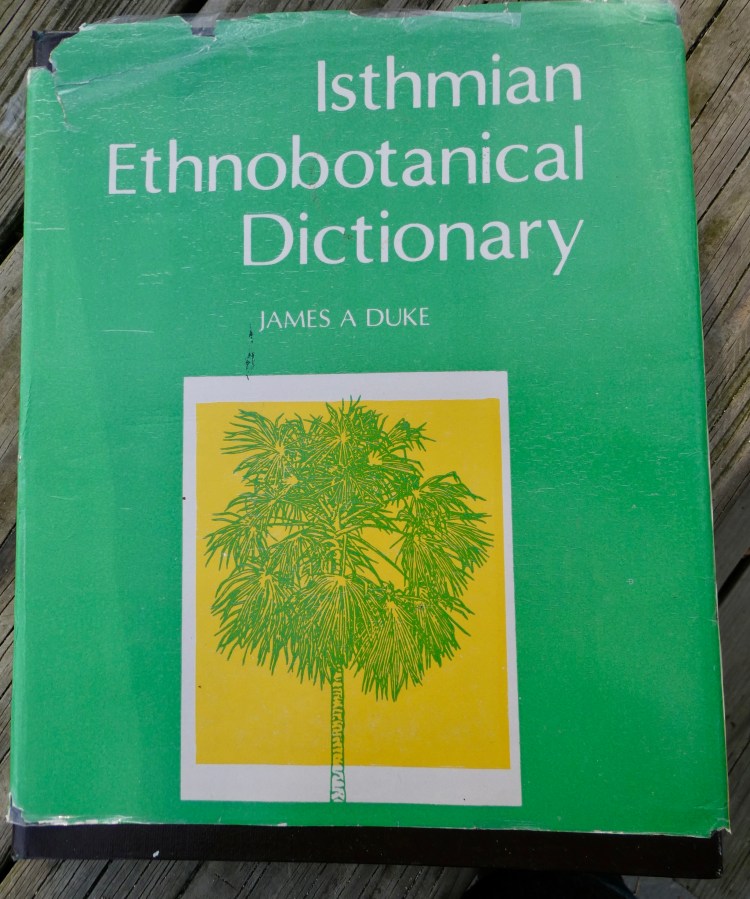 Isthmian
Ethnobotanical
Dictionary
JAMES A DUKE